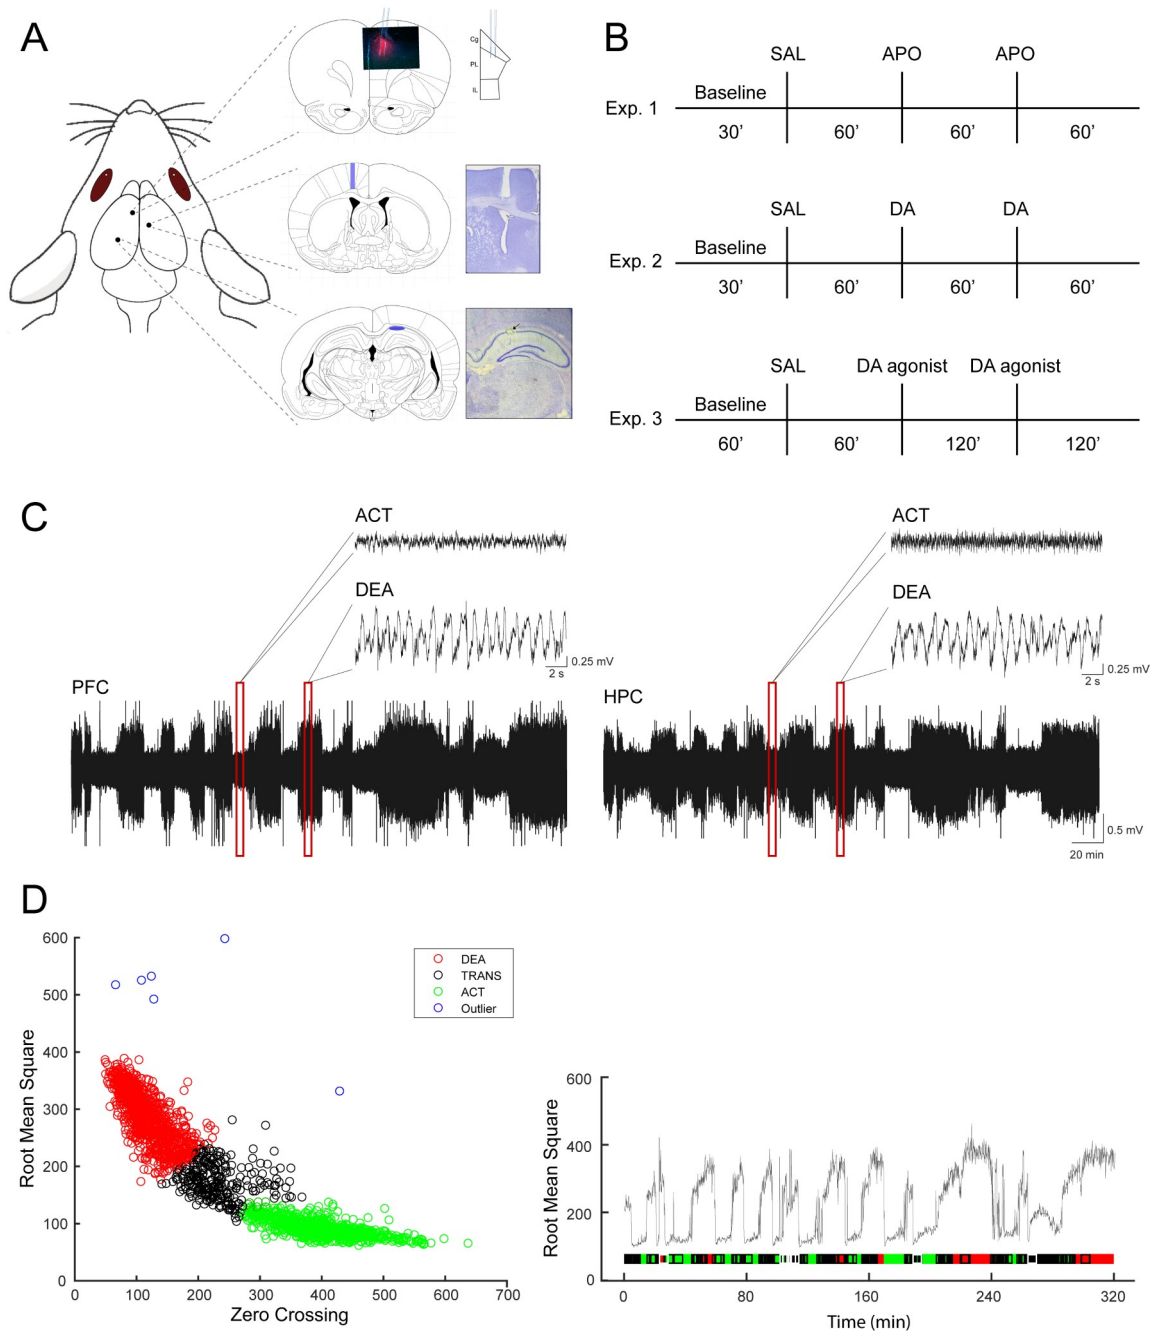 A
Cg
PL
IL
B
SAL APO APO
Baseline
Exp. 1
30' 60' 60' 60'
SAL DA DA
Baseline
Exp. 2
30' 60' 60' 60'
SAL DA agonist DA agonist
Baseline
Exp. 3
60' 60' 120' 120'
C
ACT
DEA
0.25 mV
2 s
PFC
ACT
DEA
0.25 mV
2 s
HPC
0.5 mV
20 min
D
600
500
400
300
200
100
0
Root Mean Square
DEA
TRANS
ACT
Outlier
0 100 200 300 400 500 600 700
Zero Crossing
600
400
200
0
Root Mean Square
0 80 160 240 320
Time (min)